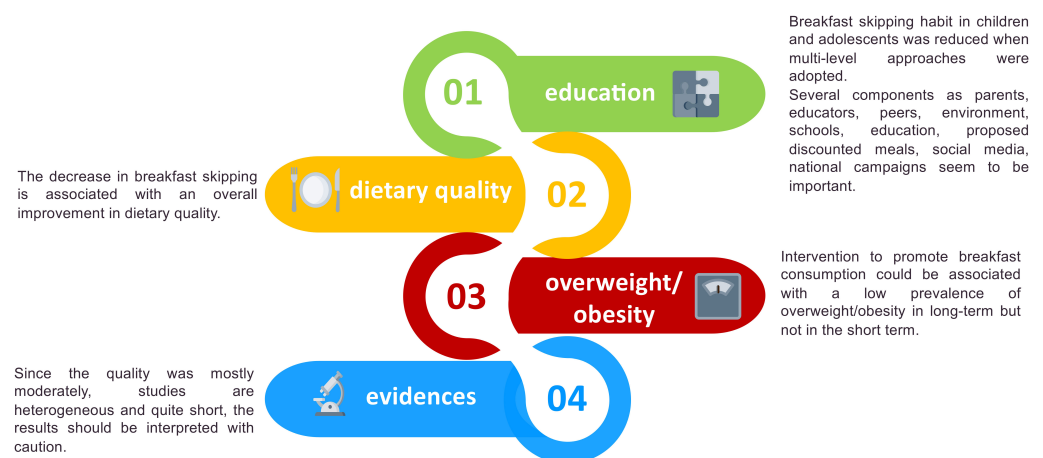 01
education
Breakfast skipping habit in children
and adolescents was reduced when
multi-level approaches were
adopted.
Several components as parents,
educators, peers, environment,
schools, education, proposed
discounted meals, social media,
national campaigns seem to be
important.
The decrease in breakfast skipping
is associated with an overall
improvement in dietary quality.
dietary quality
02
03
overweight/
obesity
Intervention to promote breakfast
consumption could be associated
with a low prevalence of
overweight/obesity in long-term but
not in the short term.
Since the quality was mostly
moderately, studies are
heterogeneous and quite short, the
results should be interpreted with
caution.
evidences
04